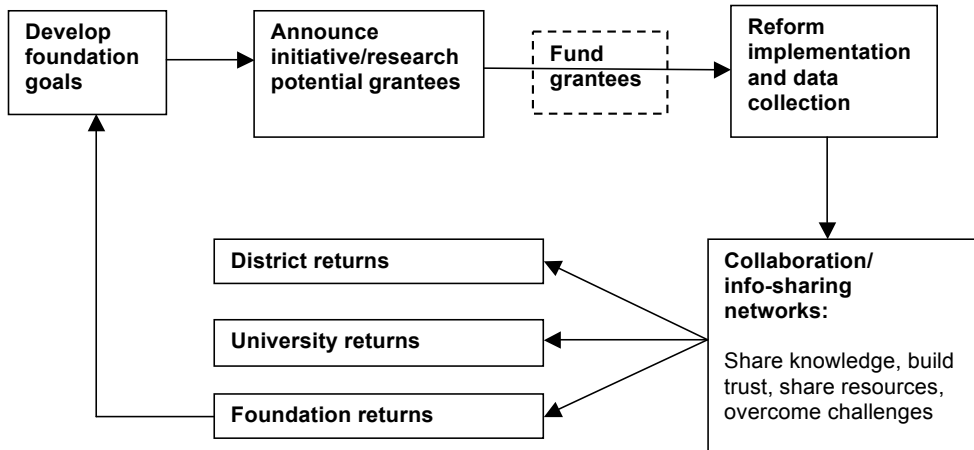 Develop
foundation
goals
Announce
initiative/research
potential grantees
Fund
grantees
Reform
implementation
and data
collection
District returns
University returns
Foundation returns
Collaboration/
info-sharing
networks:
Share knowledge, build
trust, share resources,
overcome challenges